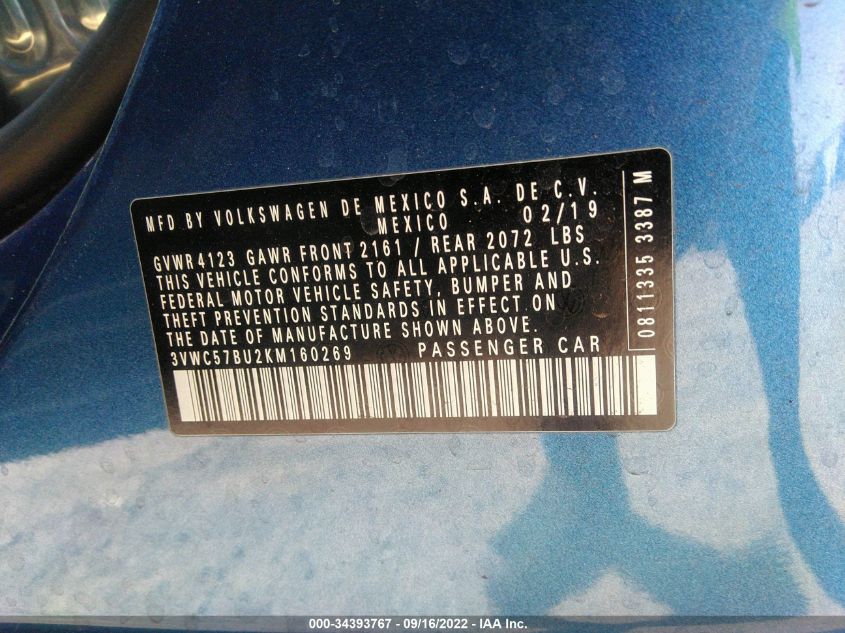 MFD BY VOLKSWAGEN DE MEXICO S.A. DE C.V.
MEXICO 02/19
GVWR 4123 GAWR FRONT 2161 / REAR 2072 LBS
THIS VEHICLE CONFORMS TO ALL APPLICABLE U.S.
FEDERAL MOTOR VEHICLE SAFETY, BUMPER AND
THEFT PREVENTION STANDARDS IN EFFECT ON
THE DATE OF MANUFACTURE SHOWN ABOVE.
3VWC57BU2KM160269 PASSENGER CAR
0811335 3387 M
000-34393767 - 09/16/2022 - IAA Inc.